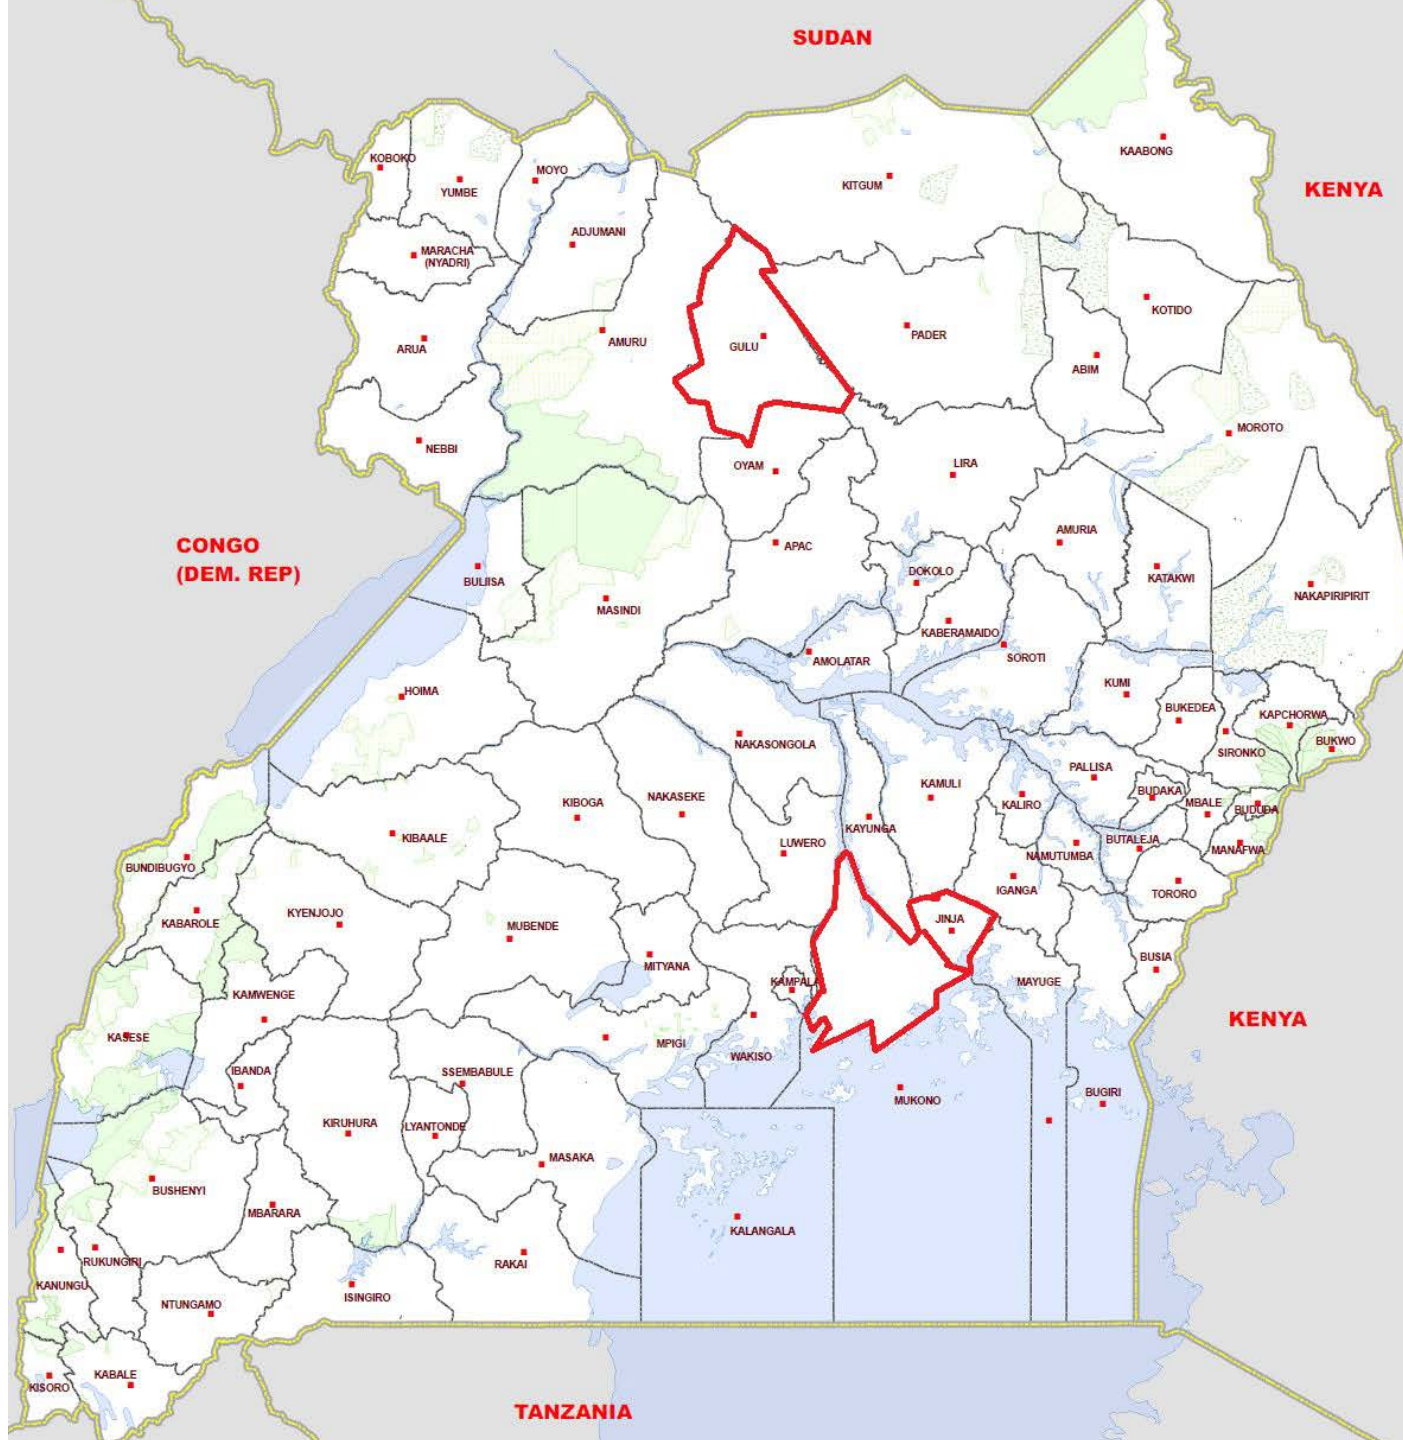 SUDAN
KENYA
KOBOKO
YUMBE
MOYO
KITGUM
KAABONG
ADJUMANI
MARACHA
(NYADRI)
KOTIDO
ARUA
AMURU
GULU
PADER
ABIM
NEBBI
MOROTO
OYAM
LIRA
CONGO
(DEM. REP)
AMURIA
APAC
BULIISA
DOKOLO
KATAKWI
MASINDI
NAKAPIRIPIRIT
KABERAMAIDO
AMOLATAR
SOROTI
HOIMA
KUMI
BUKEDEA
KAPCHORWA
NAKASONGOLA
BUKWO
SIRONKO
PALLISA
KAMULI
BUDAKA
KIBOGA
NAKASEKE
KALIRO
MBALE
BUDUDA
KAYUNGA
KIBAALE
LUWERO
BUTALEJA
MANAFWA
NAMUTUMBA
BUNDIBUGYO
IGANGA
TORORO
KYENJOJO
JINJA
KABAROLE
MUBENDE
BUSIA
MITYANA
KAMPALA
MAYUGE
KAMWENGE
KENYA
KASESE
MPIGI
WAKISO
IBANDA
SSEMBABULE
BUGIRI
MUKONO
KIRUHURA
LYANTONDE
MASAKA
BUSHENYI
MBARARA
KALANGALA
RUKUNGIRI
RAKAI
KANUNGU
ISINGIRO
NTUNGAMO
KABALE
KISORO
TANZANIA